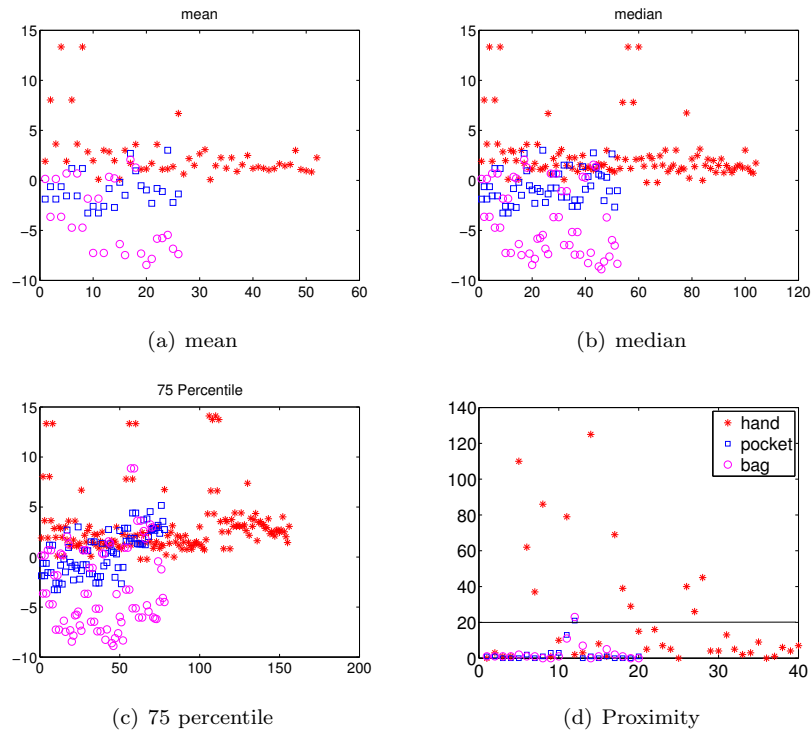 mean
15
10
5
0
−5
−10
0 10 20 30 40 50 60
(a) mean
median
15
10
5
0
−5
−10
0 20 40 60 80 100 120
(b) median
75 Percentile
15
10
5
0
−5
−10
0 50 100 150 200
(c) 75 percentile
140
120
100
80
60
40
20
0
0 10 20 30 40
hand
pocket
bag
(d) Proximity